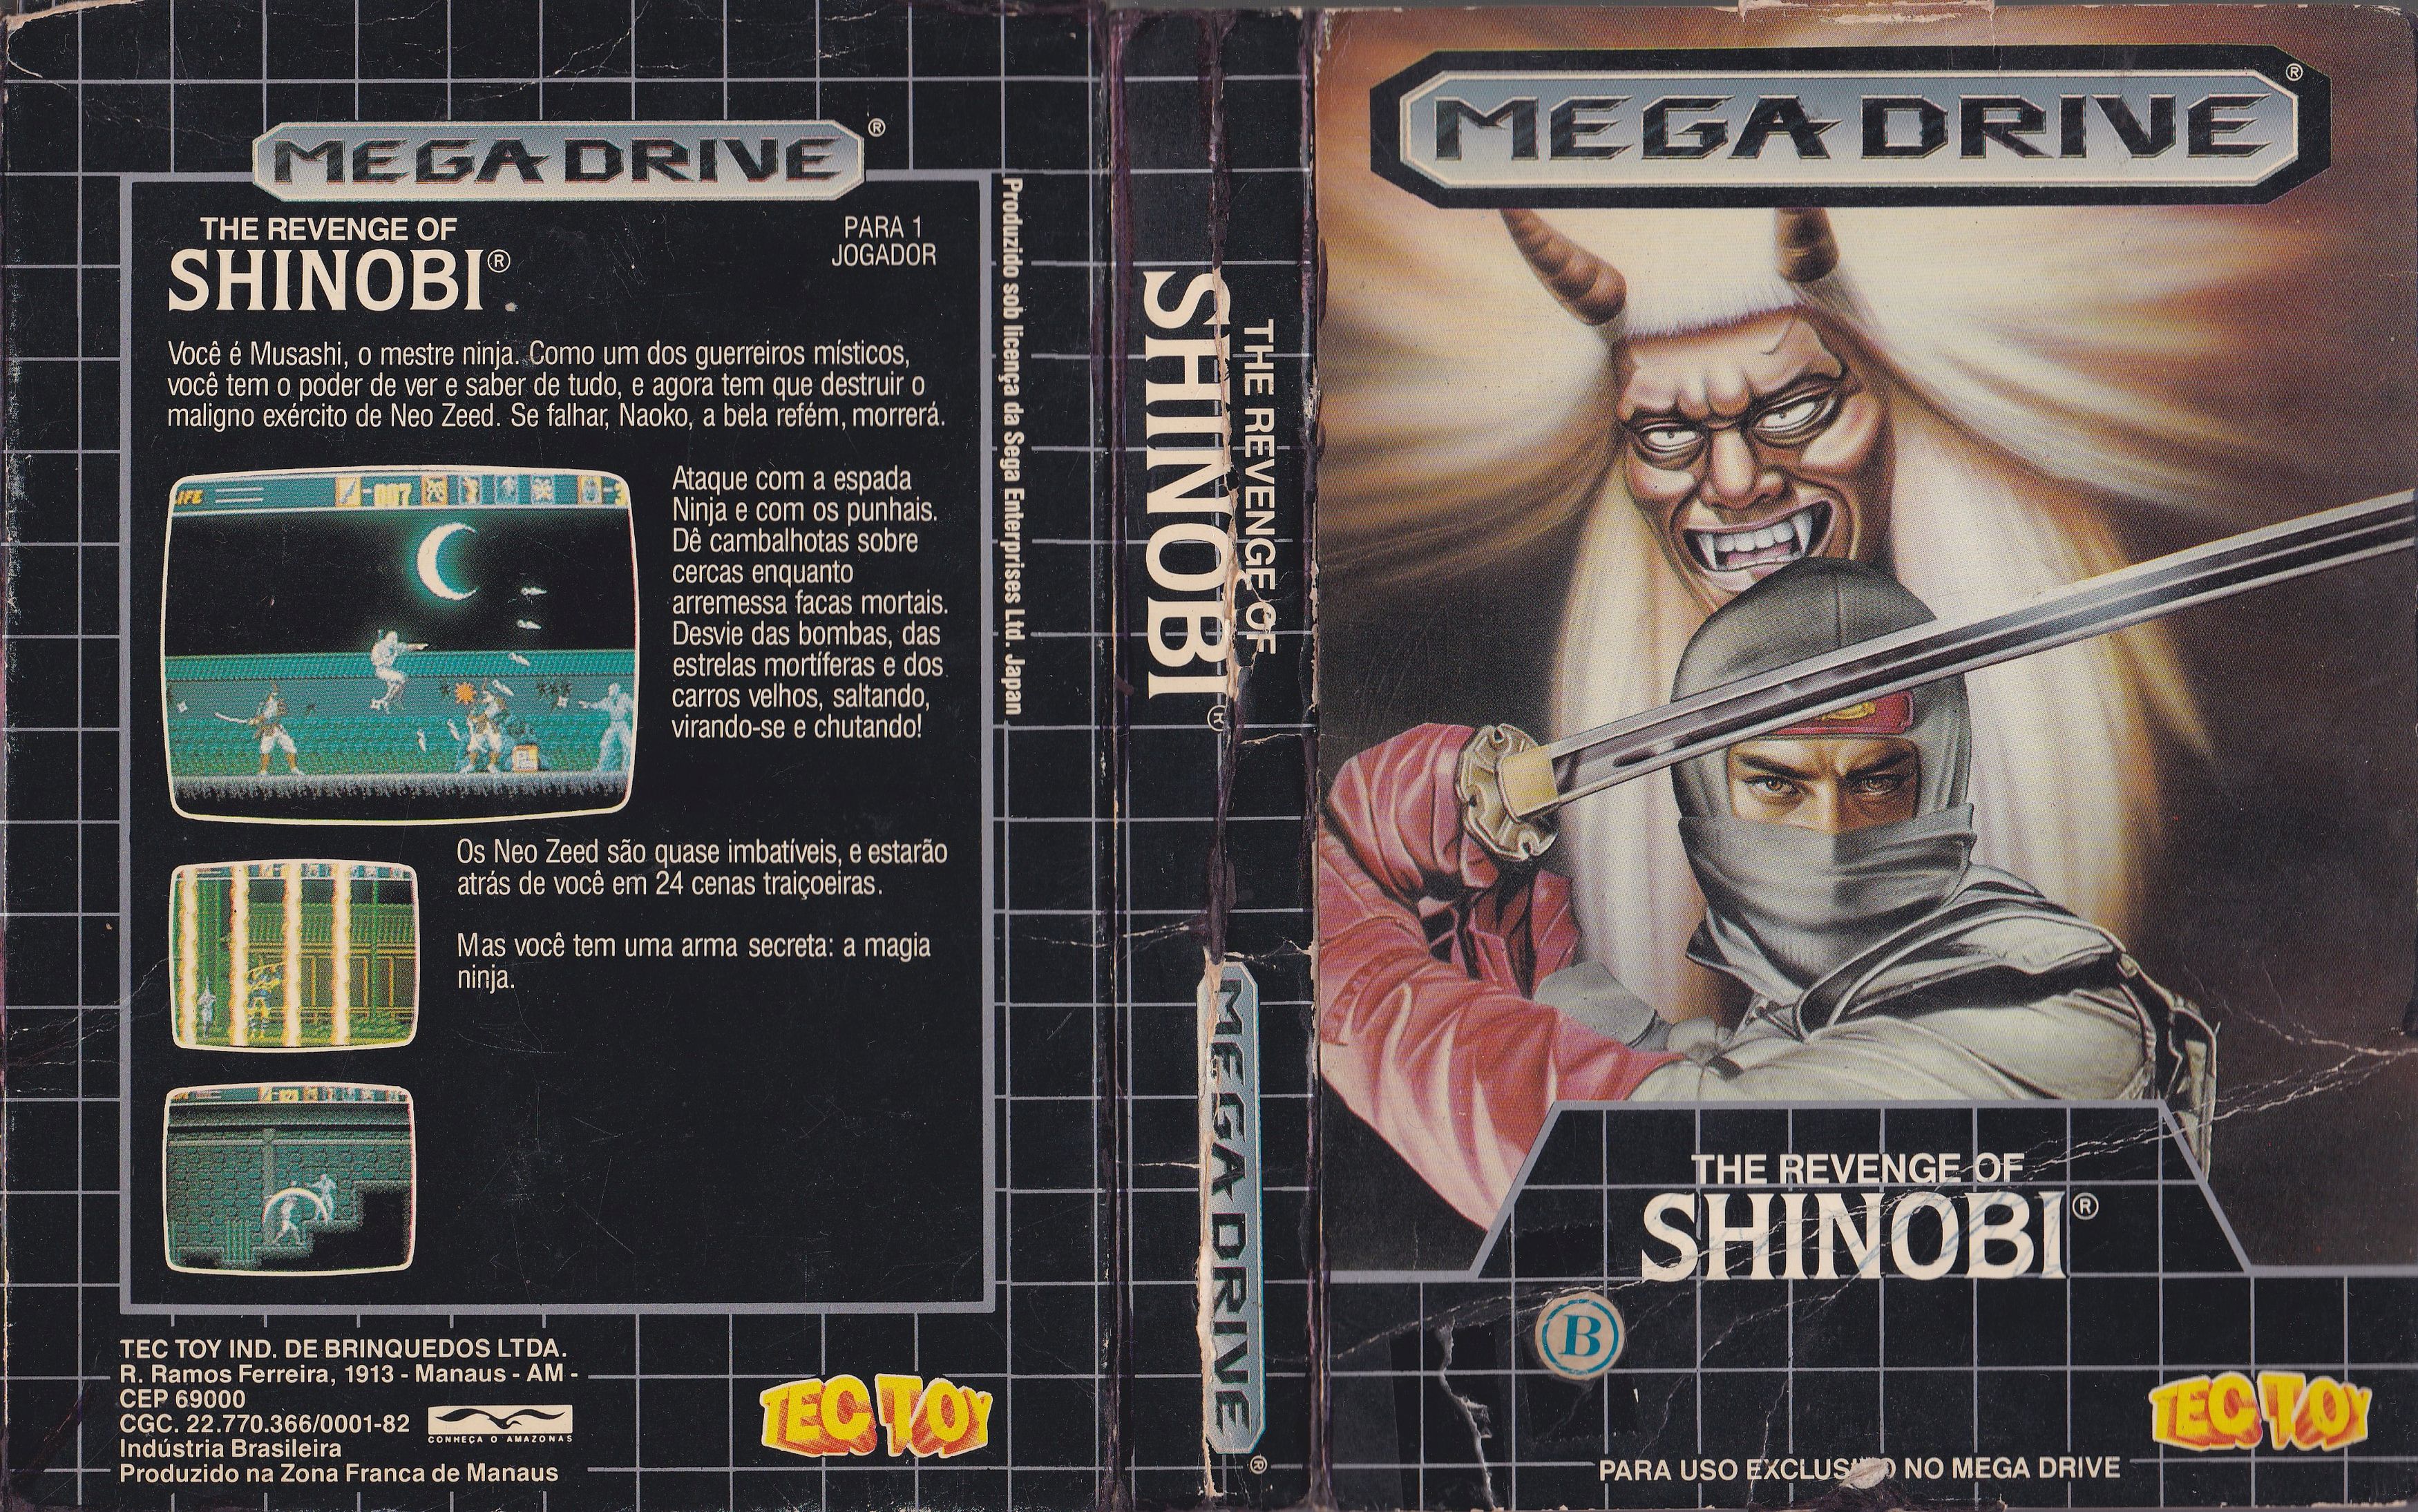 MEGA DRIVE®
THE REVENGE OF
SHINOBI®
PARA 1
JOGADOR
Você é Musashi, o mestre ninja. Como um dos guerreiros místicos,
você tem o poder de ver e saber de tudo, e agora tem que destruir o
maligno exército de Neo Zeed. Se falhar, Naoko, a bela refém, morrerá.
LIFE
-007
-3
Ataque com a espada
Ninja e com os punhais.
Dê cambalhotas sobre
cercas enquanto
arremessa facas mortais.
Desvie das bombas, das
estrelas mortíferas e dos
carros velhos, saltando,
virando-se e chutando!
Os Neo Zeed são quase imbatíveis, e estarão
atrás de você em 24 cenas traiçoeiras.
Mas você tem uma arma secreta: a magia
ninja.
TEC TOY IND. DE BRINQUEDOS LTDA.
R. Ramos Ferreira, 1913 - Manaus - AM -
CEP 69000
CGC. 22.770.366/0001-82
Indústria Brasileira
Produzido na Zona Franca de Manaus
CONHEÇA O AMAZONAS
TEC TOY
Produzido sob licença da Sega Enterprises Ltd. Japan
THE REVENGE OF
SHINOBI®
MEGA DRIVE®
MEGA DRIVE®
THE REVENGE OF
SHINOBI®
B
TEC TOY
PARA USO EXCLUSIVO NO MEGA DRIVE